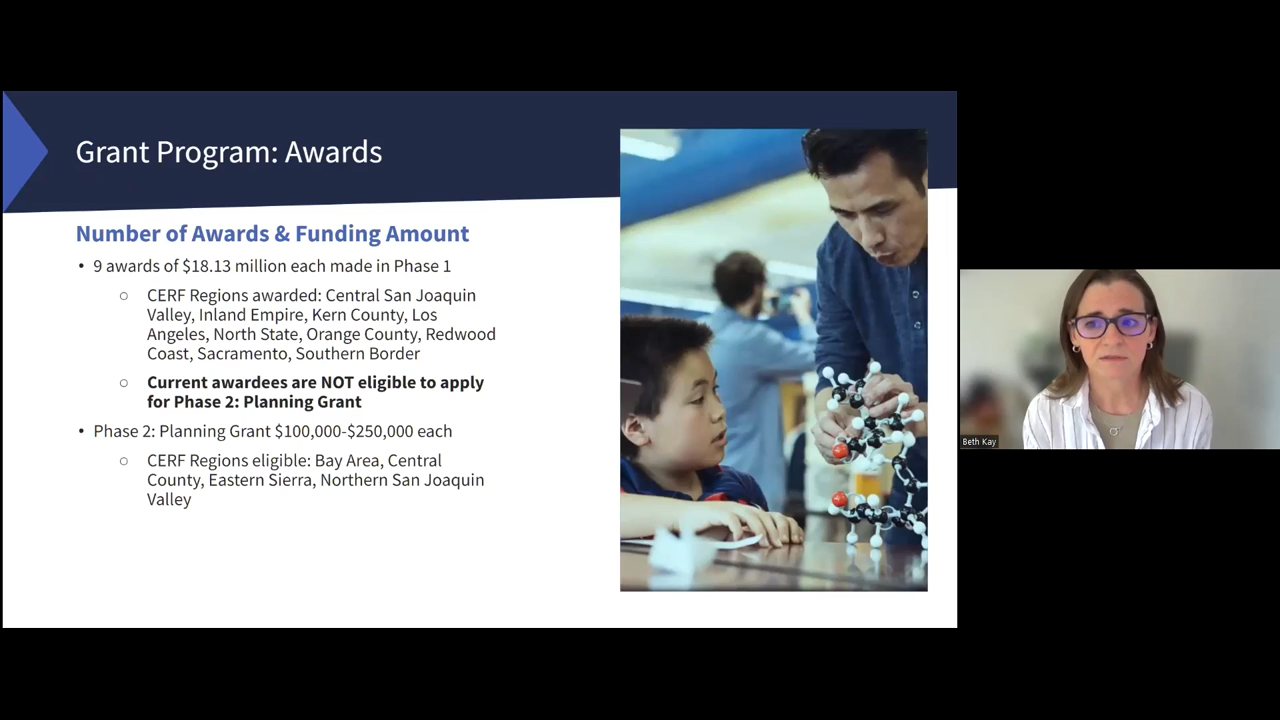 Grant Program: Awards
Number of Awards & Funding Amount
• 9 awards of $18.13 million each made in Phase 1
○ CERF Regions awarded: Central San Joaquin
Valley, Inland Empire, Kern County, Los
Angeles, North State, Orange County, Redwood
Coast, Sacramento, Southern Border
○ Current awardees are NOT eligible to apply
for Phase 2: Planning Grant
• Phase 2: Planning Grant $100,000-$250,000 each
○ CERF Regions eligible: Bay Area, Central
County, Eastern Sierra, Northern San Joaquin
Valley
Beth Kay